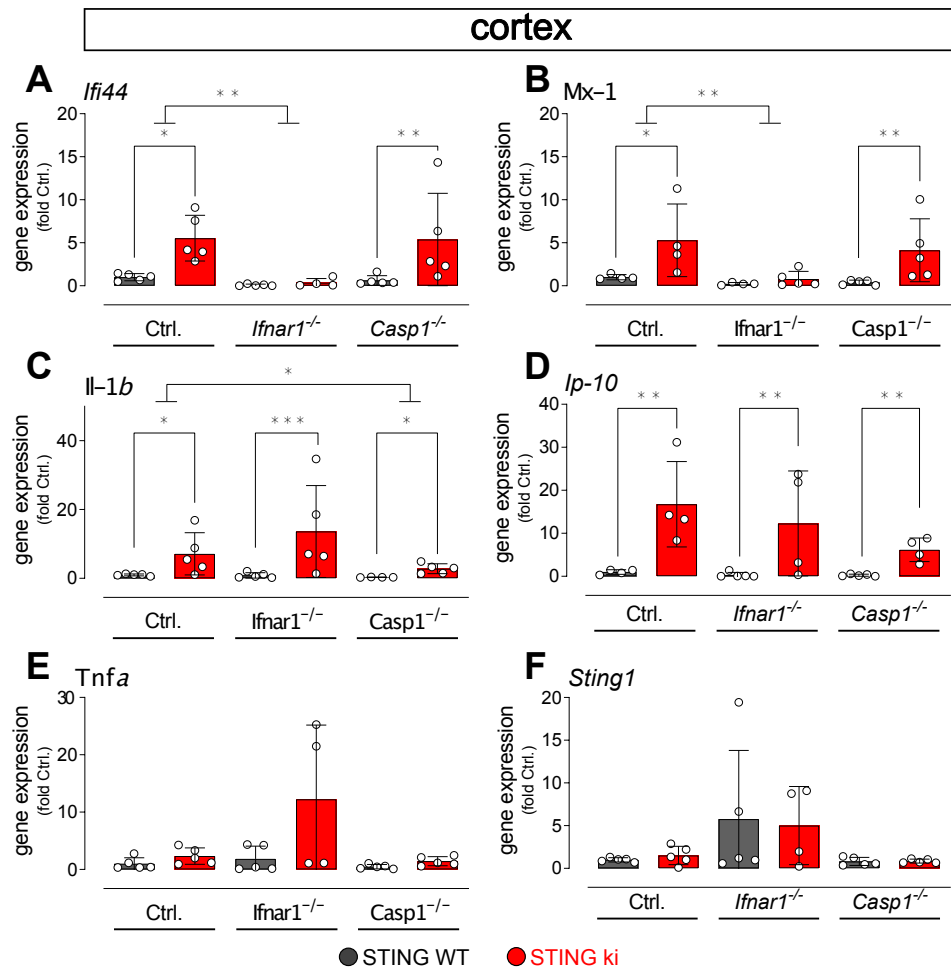 cortex
A
Ifi44
gene expression
(fold Ctrl.)
20
15
10
5
0
* *
*
* *
Ctrl.
Ifnar1-/-
Casp1-/-
B
Mx-1
gene expression
(fold Ctrl.)
20
15
10
5
0
* *
*
* *
Ctrl.
Ifnar1−/−
Casp1−/−
C
Il-1b
gene expression
(fold Ctrl.)
40
20
0
*
*
* * *
*
Ctrl.
Ifnar1−/−
Casp1−/−
D
Ip-10
gene expression
(fold Ctrl.)
40
30
20
10
0
* *
* *
* *
Ctrl.
Ifnar1-/-
Casp1-/-
E
Tnfa
gene expression
(fold Ctrl.)
30
20
10
0
Ctrl.
Ifnar1−/−
Casp1−/−
F
Sting1
gene expression
(fold Ctrl.)
20
15
10
5
0
Ctrl.
Ifnar1-/-
Casp1-/-
STING WT
STING ki